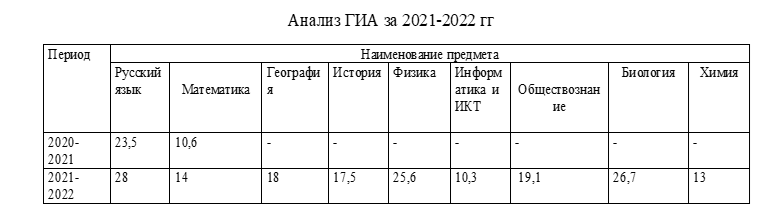 Анализ ГИА за 2021-2022 гг
Период Наименование предмета
Русский язык Математика Географи я История Физика Информ атика и ИКТ Обществознан ие Биология Химия
2020-2021 23,5 10,6 - - - - - - -
2021-2022 28 14 18 17,5 25,6 10,3 19,1 26,7 13